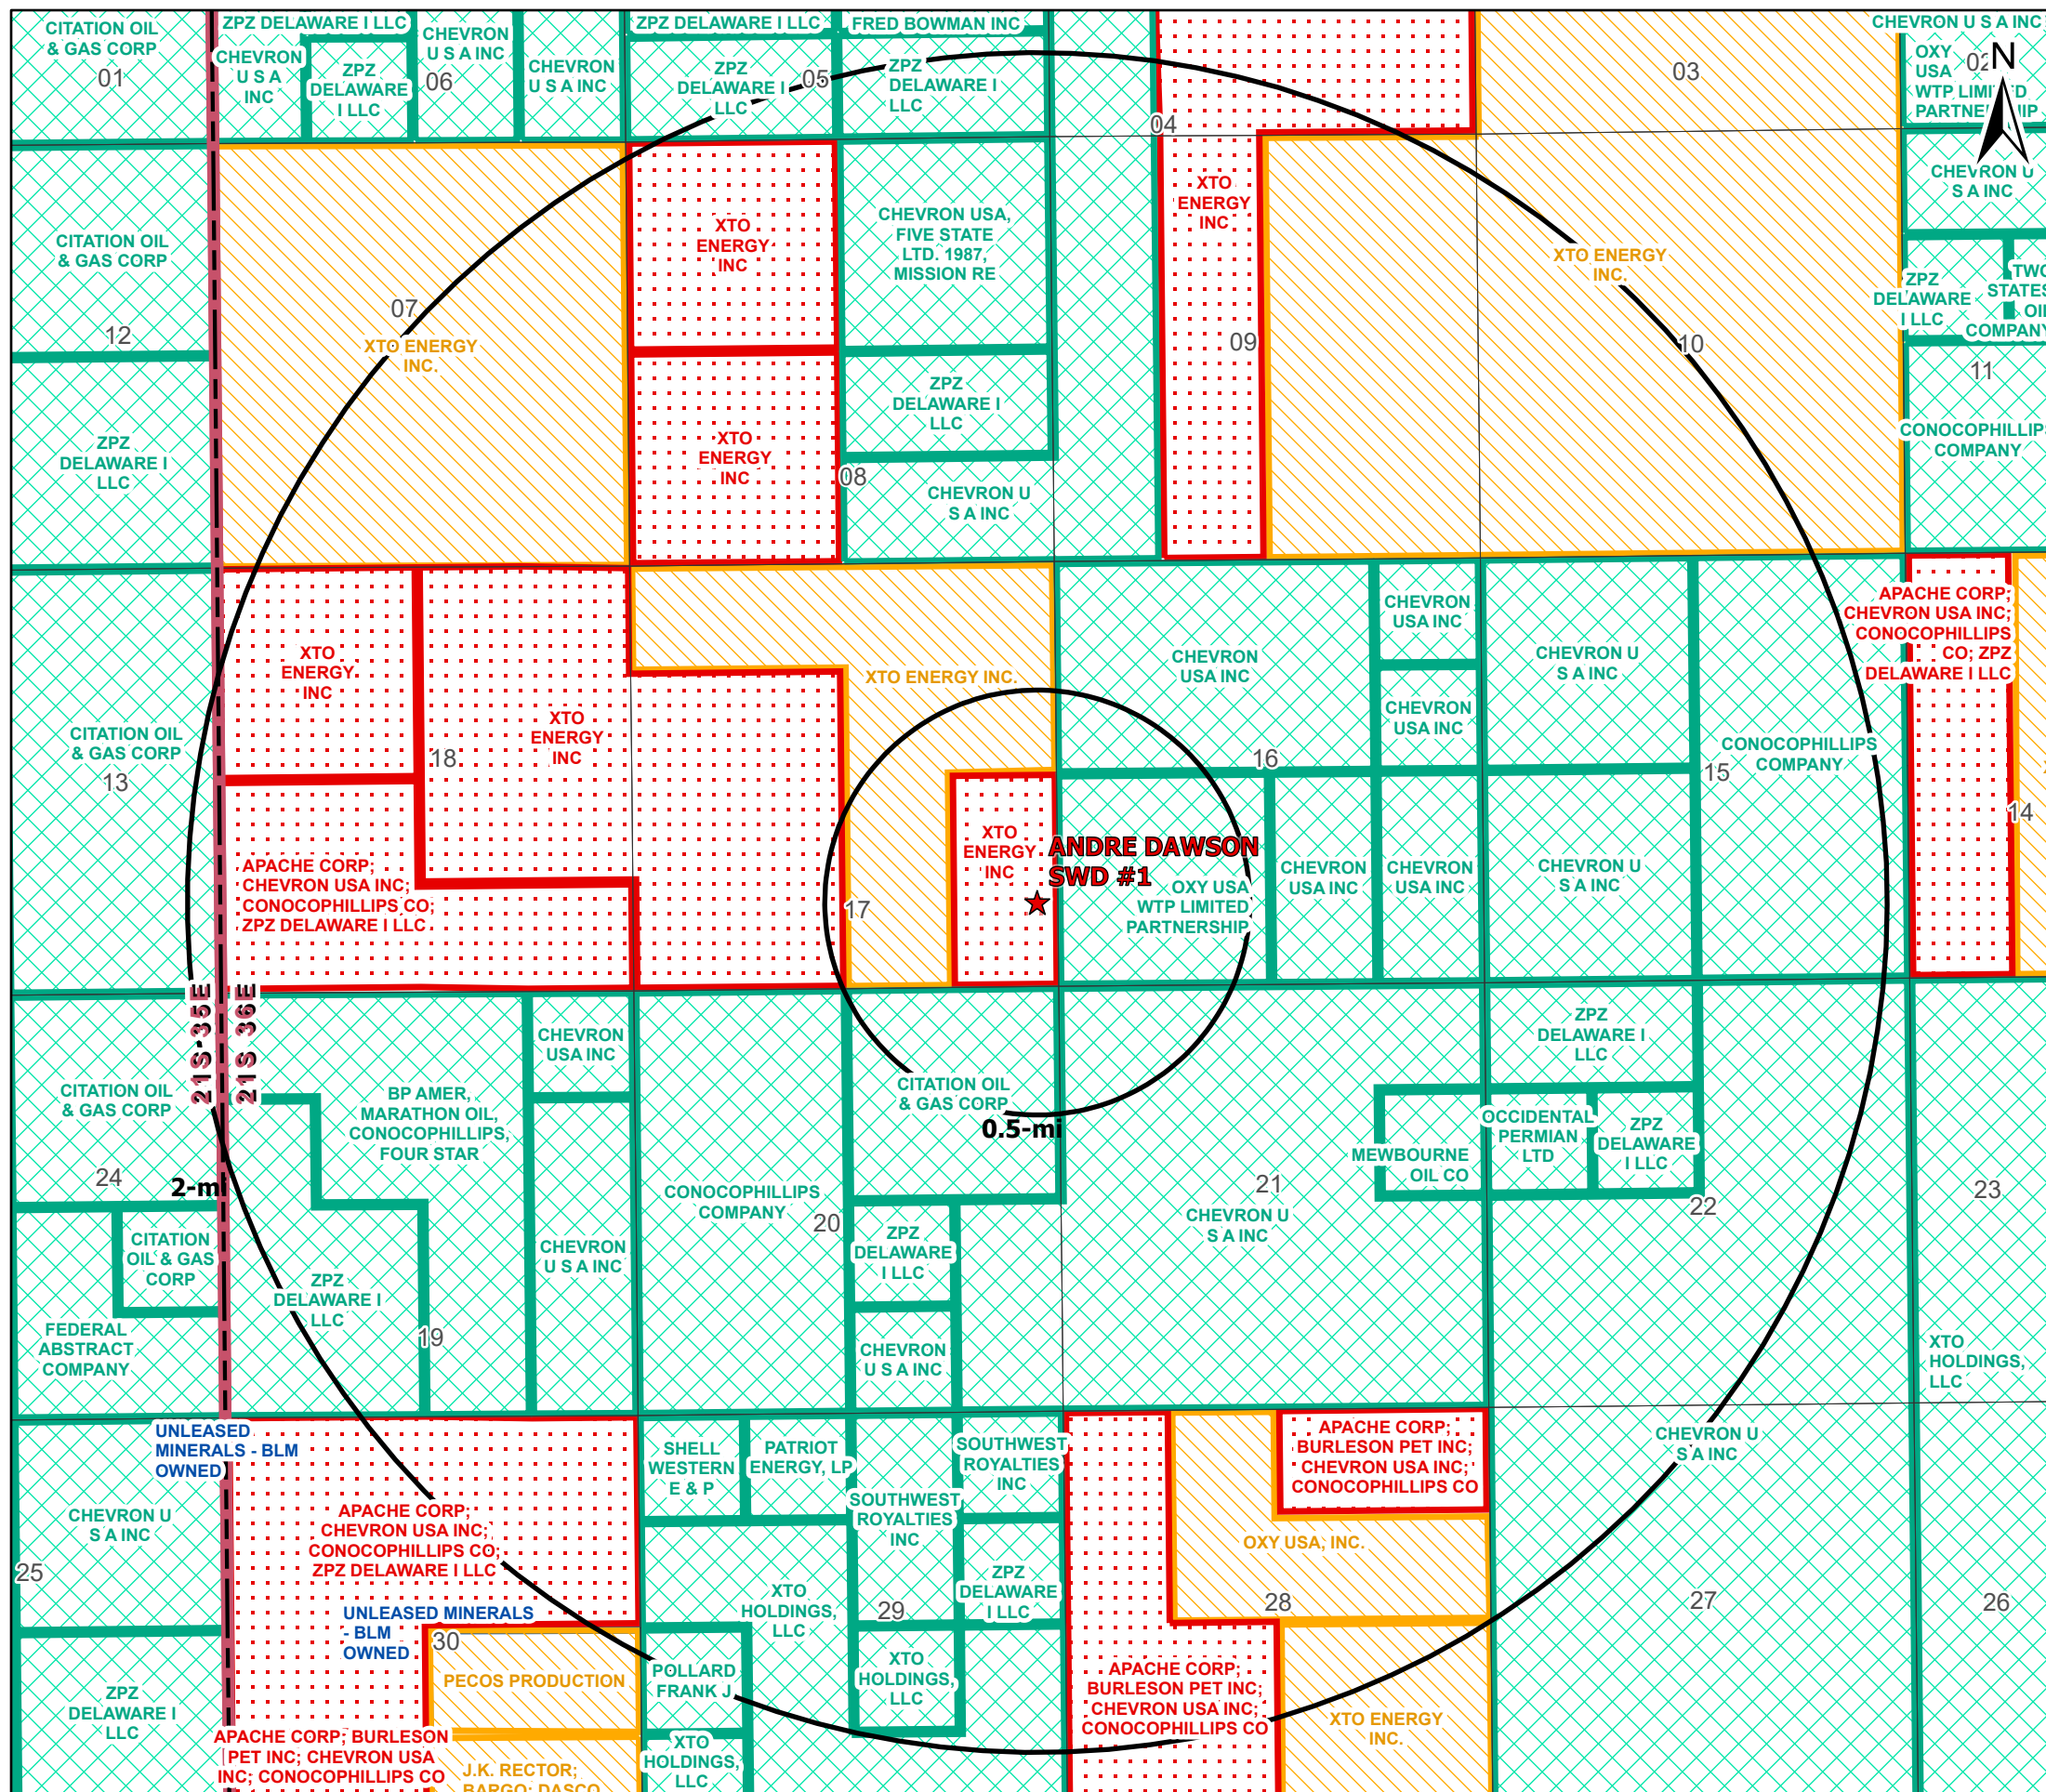 CITATION OIL
& GAS CORP
01
ZPZ DELAWARE I LLC
CHEVRON
U S A
INC
ZPZ
DELAWARE
I LLC
CHEVRON
U S A INC
06
CHEVRON
U S A INC
ZPZ DELAWARE I LLC
ZPZ
DELAWARE I
LLC
05
FRED BOWMAN INC
ZPZ
DELAWARE I
LLC
04
03
CHEVRON U S A INC
OXY
USA
WTP LIMITED
PARTNERSHIP
02
N
CHEVRON U
S A INC
CITATION OIL
& GAS CORP
12
ZPZ
DELAWARE I
LLC
07
XTO ENERGY
INC.
XTO
ENERGY
INC
XTO
ENERGY
INC
CHEVRON USA,
FIVE STATE
LTD. 1987,
MISSION RE
ZPZ
DELAWARE I
LLC
08
CHEVRON U
S A INC
XTO
ENERGY
INC
09
XTO ENERGY
INC.
10
ZPZ
DELAWARE
I LLC
TWO
STATES
OIL
COMPANY
11
CONOCOPHILLIPS
COMPANY
CITATION OIL
& GAS CORP
13
XTO
ENERGY
INC
18
XTO
ENERGY
INC
APACHE CORP;
CHEVRON USA INC;
CONOCOPHILLIPS CO;
ZPZ DELAWARE I LLC
XTO ENERGY INC.
17
XTO
ENERGY
INC
ANDRE DAWSON
SWD #1
OXY USA
WTP LIMITED
PARTNERSHIP
CHEVRON
USA INC
16
CHEVRON
USA INC
CHEVRON
USA INC
CHEVRON
USA INC
CHEVRON
USA INC
CHEVRON U
S A INC
CHEVRON U
S A INC
15
CONOCOPHILLIPS
COMPANY
APACHE CORP;
CHEVRON USA INC;
CONOCOPHILLIPS
CO; ZPZ
DELAWARE I LLC
14
21S 35E
21S 36E
CITATION OIL
& GAS CORP
24
2-mi
CITATION
OIL & GAS
CORP
FEDERAL
ABSTRACT
COMPANY
BP AMER,
MARATHON OIL,
CONOCOPHILLIPS,
FOUR STAR
CHEVRON
USA INC
CHEVRON
U S A INC
ZPZ
DELAWARE I
LLC
19
CONOCOPHILLIPS
COMPANY
20
CITATION OIL
& GAS CORP
0.5-mi
ZPZ
DELAWARE
I LLC
CHEVRON
U S A INC
21
CHEVRON U
S A INC
MEWBOURNE
OIL CO
ZPZ
DELAWARE I
LLC
OCCIDENTAL
PERMIAN
LTD
ZPZ
DELAWARE
I LLC
22
23
XTO
HOLDINGS,
LLC
UNLEASED
MINERALS - BLM
OWNED
CHEVRON U
S A INC
25
ZPZ
DELAWARE I
LLC
APACHE CORP;
CHEVRON USA INC;
CONOCOPHILLIPS CO;
ZPZ DELAWARE I LLC
UNLEASED MINERALS
- BLM
OWNED
30
PECOS PRODUCTION
APACHE CORP; BURLESON
PET INC; CHEVRON USA
INC; CONOCOPHILLIPS CO
J.K. RECTOR;
BARGO; DASCO
SHELL
WESTERN
E & P
PATRIOT
ENERGY, LP
SOUTHWEST
ROYALTIES
INC
SOUTHWEST
ROYALTIES
INC
ZPZ
DELAWARE
I LLC
XTO
HOLDINGS,
LLC
29
XTO
HOLDINGS,
LLC
POLLARD
FRANK J
XTO
HOLDINGS,
LLC
APACHE CORP;
BURLESON PET INC;
CHEVRON USA INC;
CONOCOPHILLIPS CO
OXY USA, INC.
28
APACHE CORP;
BURLESON PET INC;
CHEVRON USA INC;
CONOCOPHILLIPS CO
XTO ENERGY
INC.
CHEVRON U
S A INC
27
26